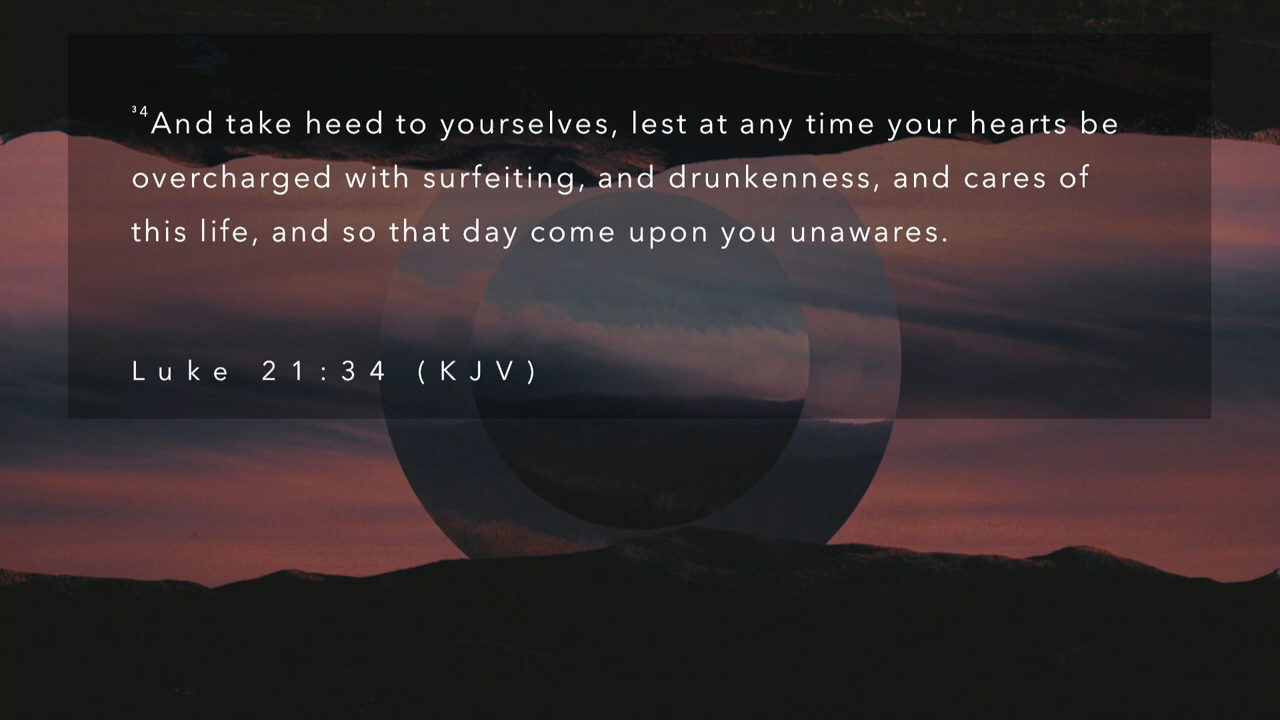 ³⁴And take heed to yourselves, lest at any time your hearts be
overcharged with surfeiting, and drunkenness, and cares of
this life, and so that day come upon you unawares.
Luke 21:34 (KJV)